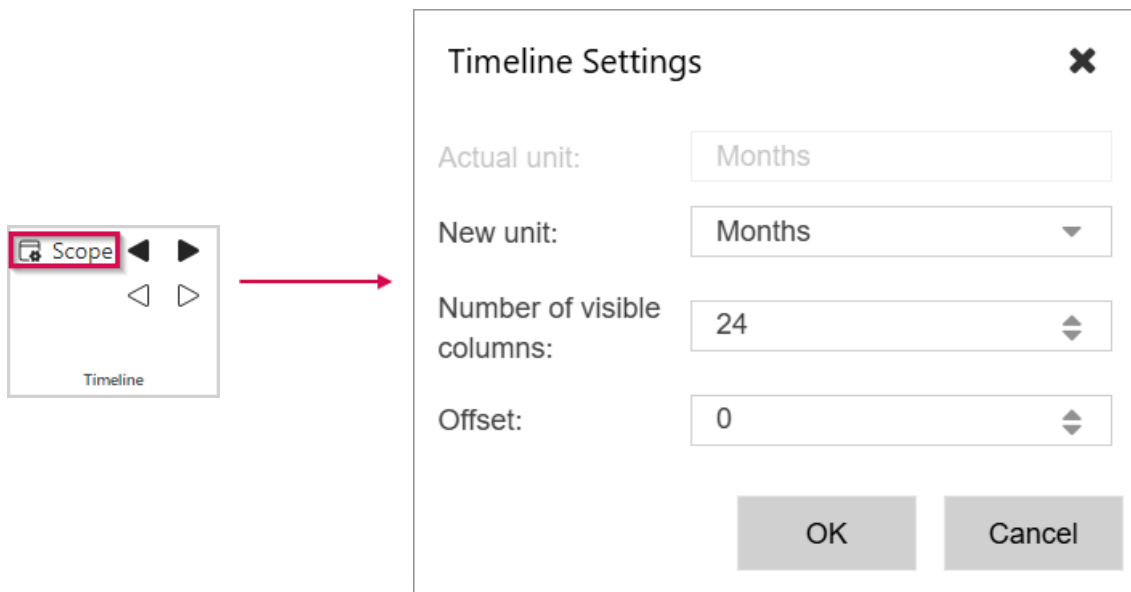 Scope
Timeline
Timeline Settings
Actual unit:
Months
New unit:
Months
Number of visible
columns:
24
Offset:
0
OK
Cancel